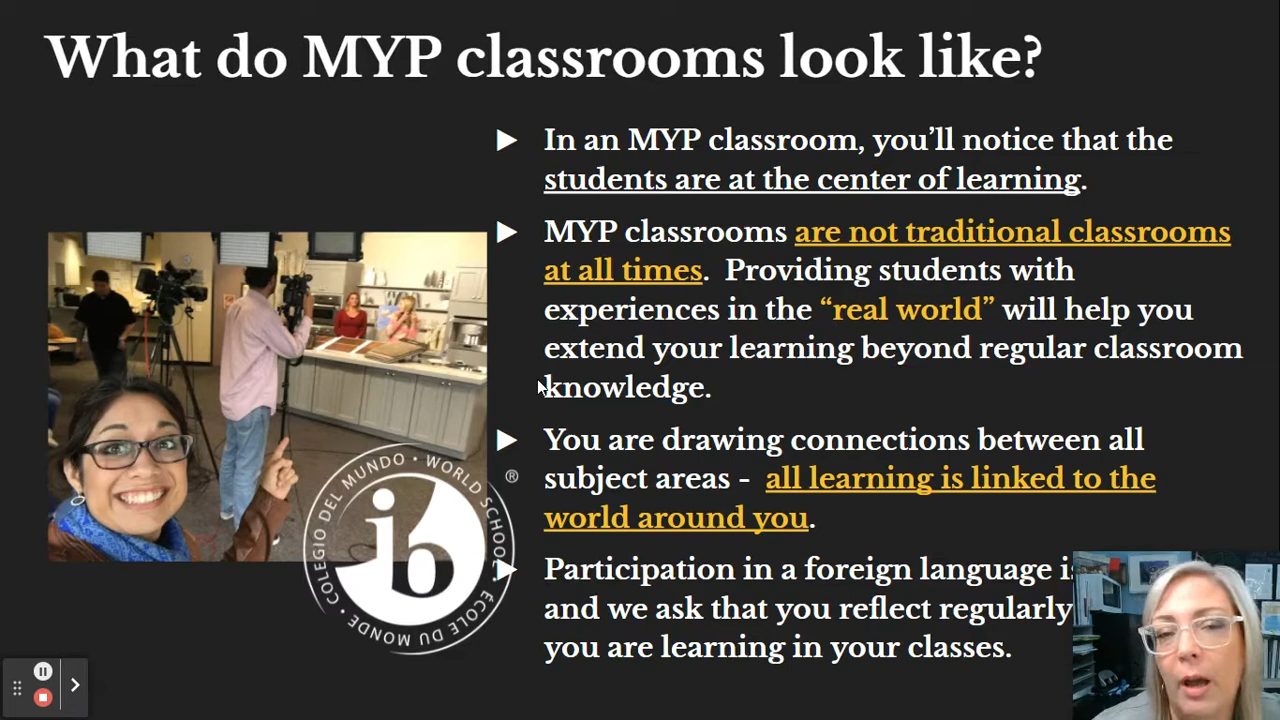 What do MYP classrooms look like?
► In an MYP classroom, you’ll notice that the
students are at the center of learning.
► MYP classrooms are not traditional classrooms
at all times.  Providing students with
experiences in the “real world” will help you
extend your learning beyond regular classroom
knowledge.
► You are drawing connections between all
subject areas -  all learning is linked to the
world around you.
► Participation in a foreign language
and we ask that you reflect regularly
you are learning in your classes.
COLEGIO DEL MUNDO • WORLD SCHOOL • ÉCOLE DU MONDE •
ib
®